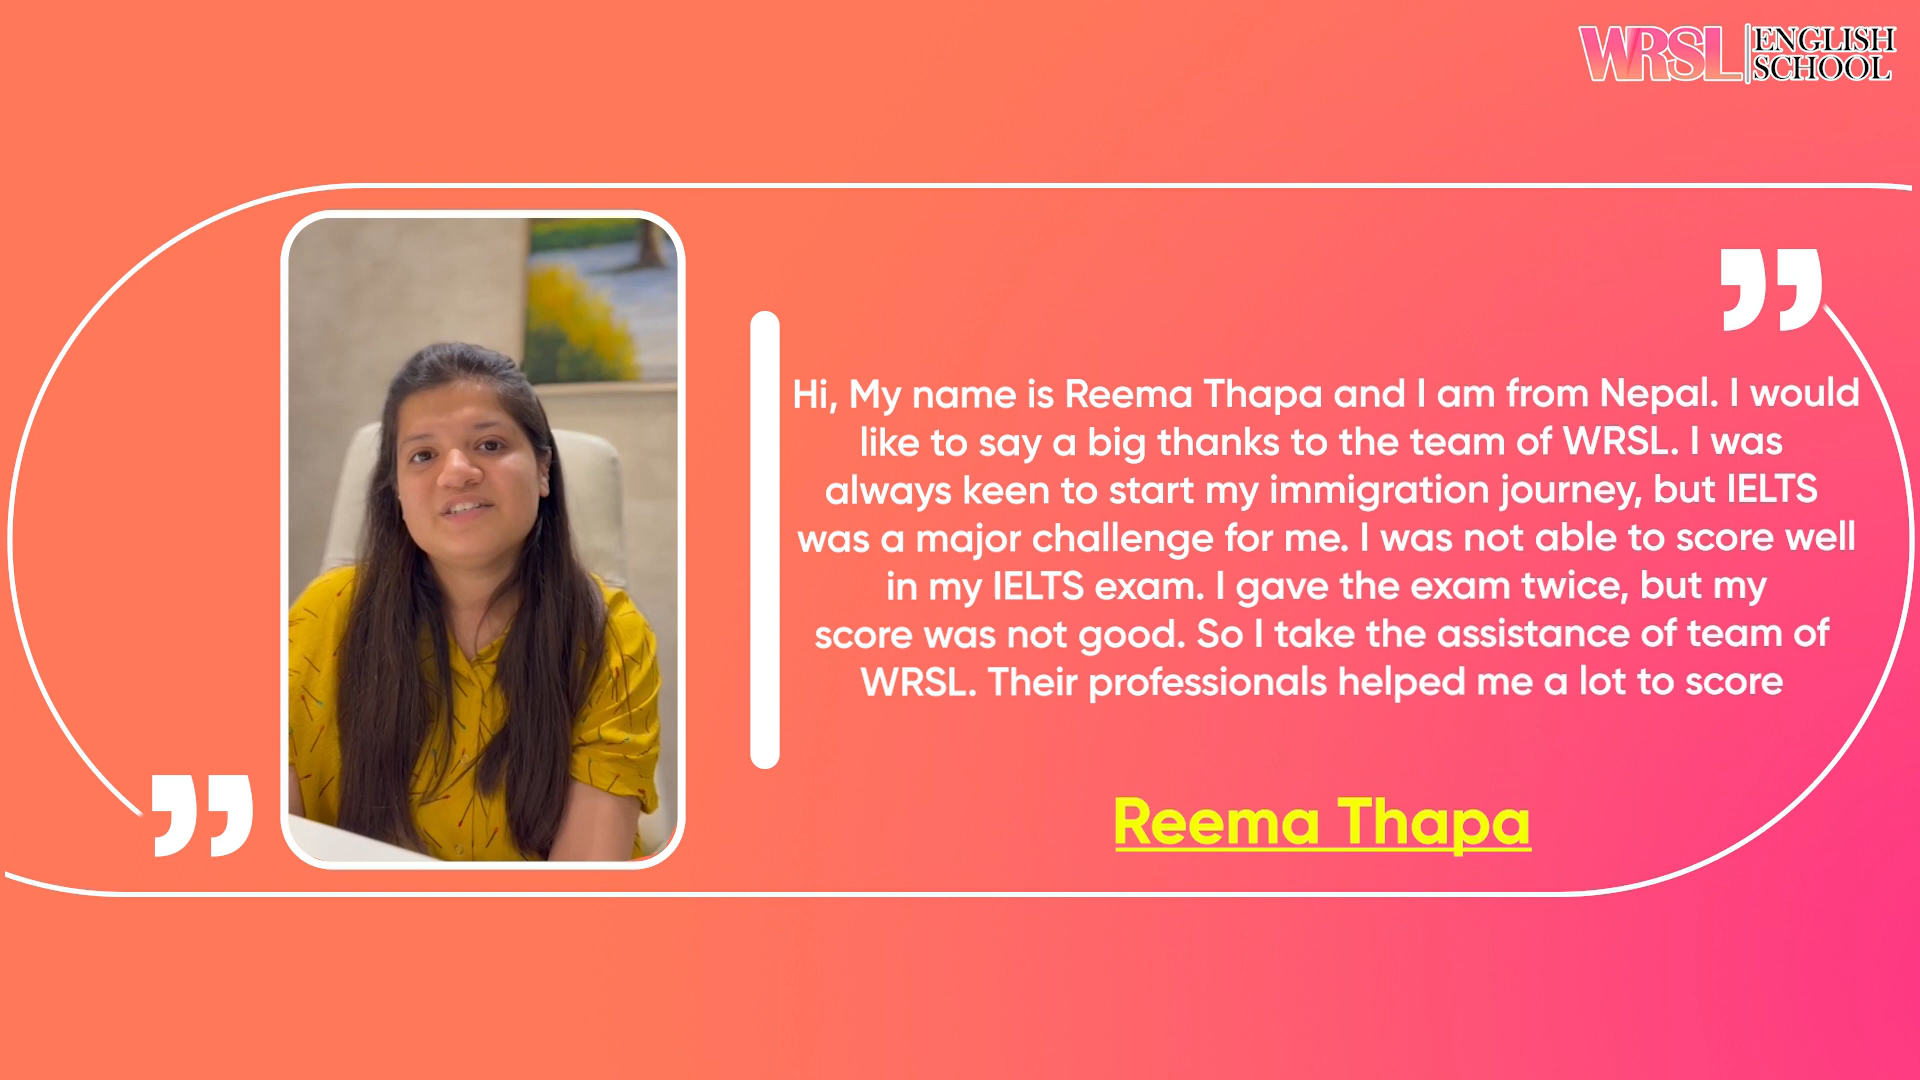 WRSL ENGLISH SCHOOL
Hi, My name is Reema Thapa and I am from Nepal. I would
like to say a big thanks to the team of WRSL. I was
always keen to start my immigration journey, but IELTS
was a major challenge for me. I was not able to score well
in my IELTS exam. I gave the exam twice, but my
score was not good. So I take the assistance of team of
WRSL. Their professionals helped me a lot to score
Reema Thapa